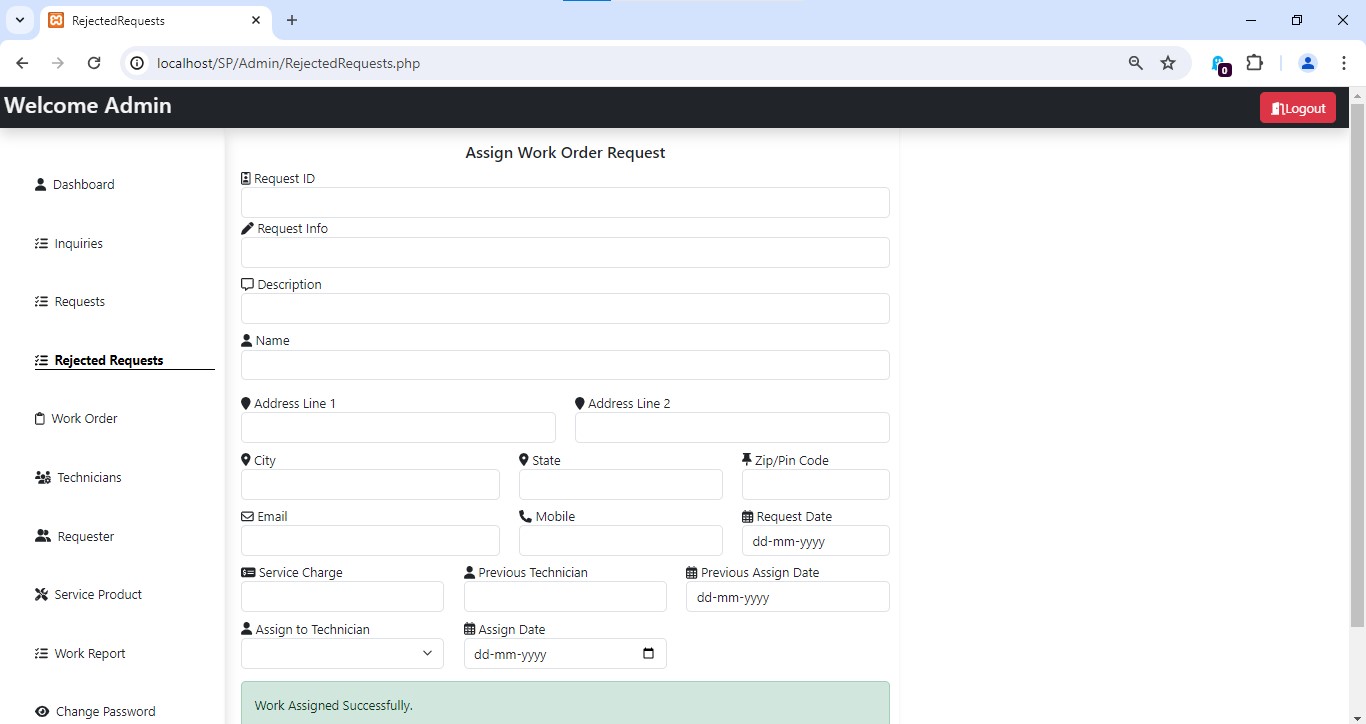 RejectedRequests
localhost/SP/Admin/RejectedRequests.php
0
Welcome Admin
Logout
Dashboard
Inquiries
Requests
Rejected Requests
Work Order
Technicians
Requester
Service Product
Work Report
Change Password
Assign Work Order Request
Request ID
Request Info
Description
Name
Address Line 1 Address Line 2
City State Zip/Pin Code
Email Mobile Request Date
dd-mm-yyyy
Service Charge Previous Technician Previous Assign Date
dd-mm-yyyy
Assign to Technician Assign Date
dd-mm-yyyy
Work Assigned Successfully.